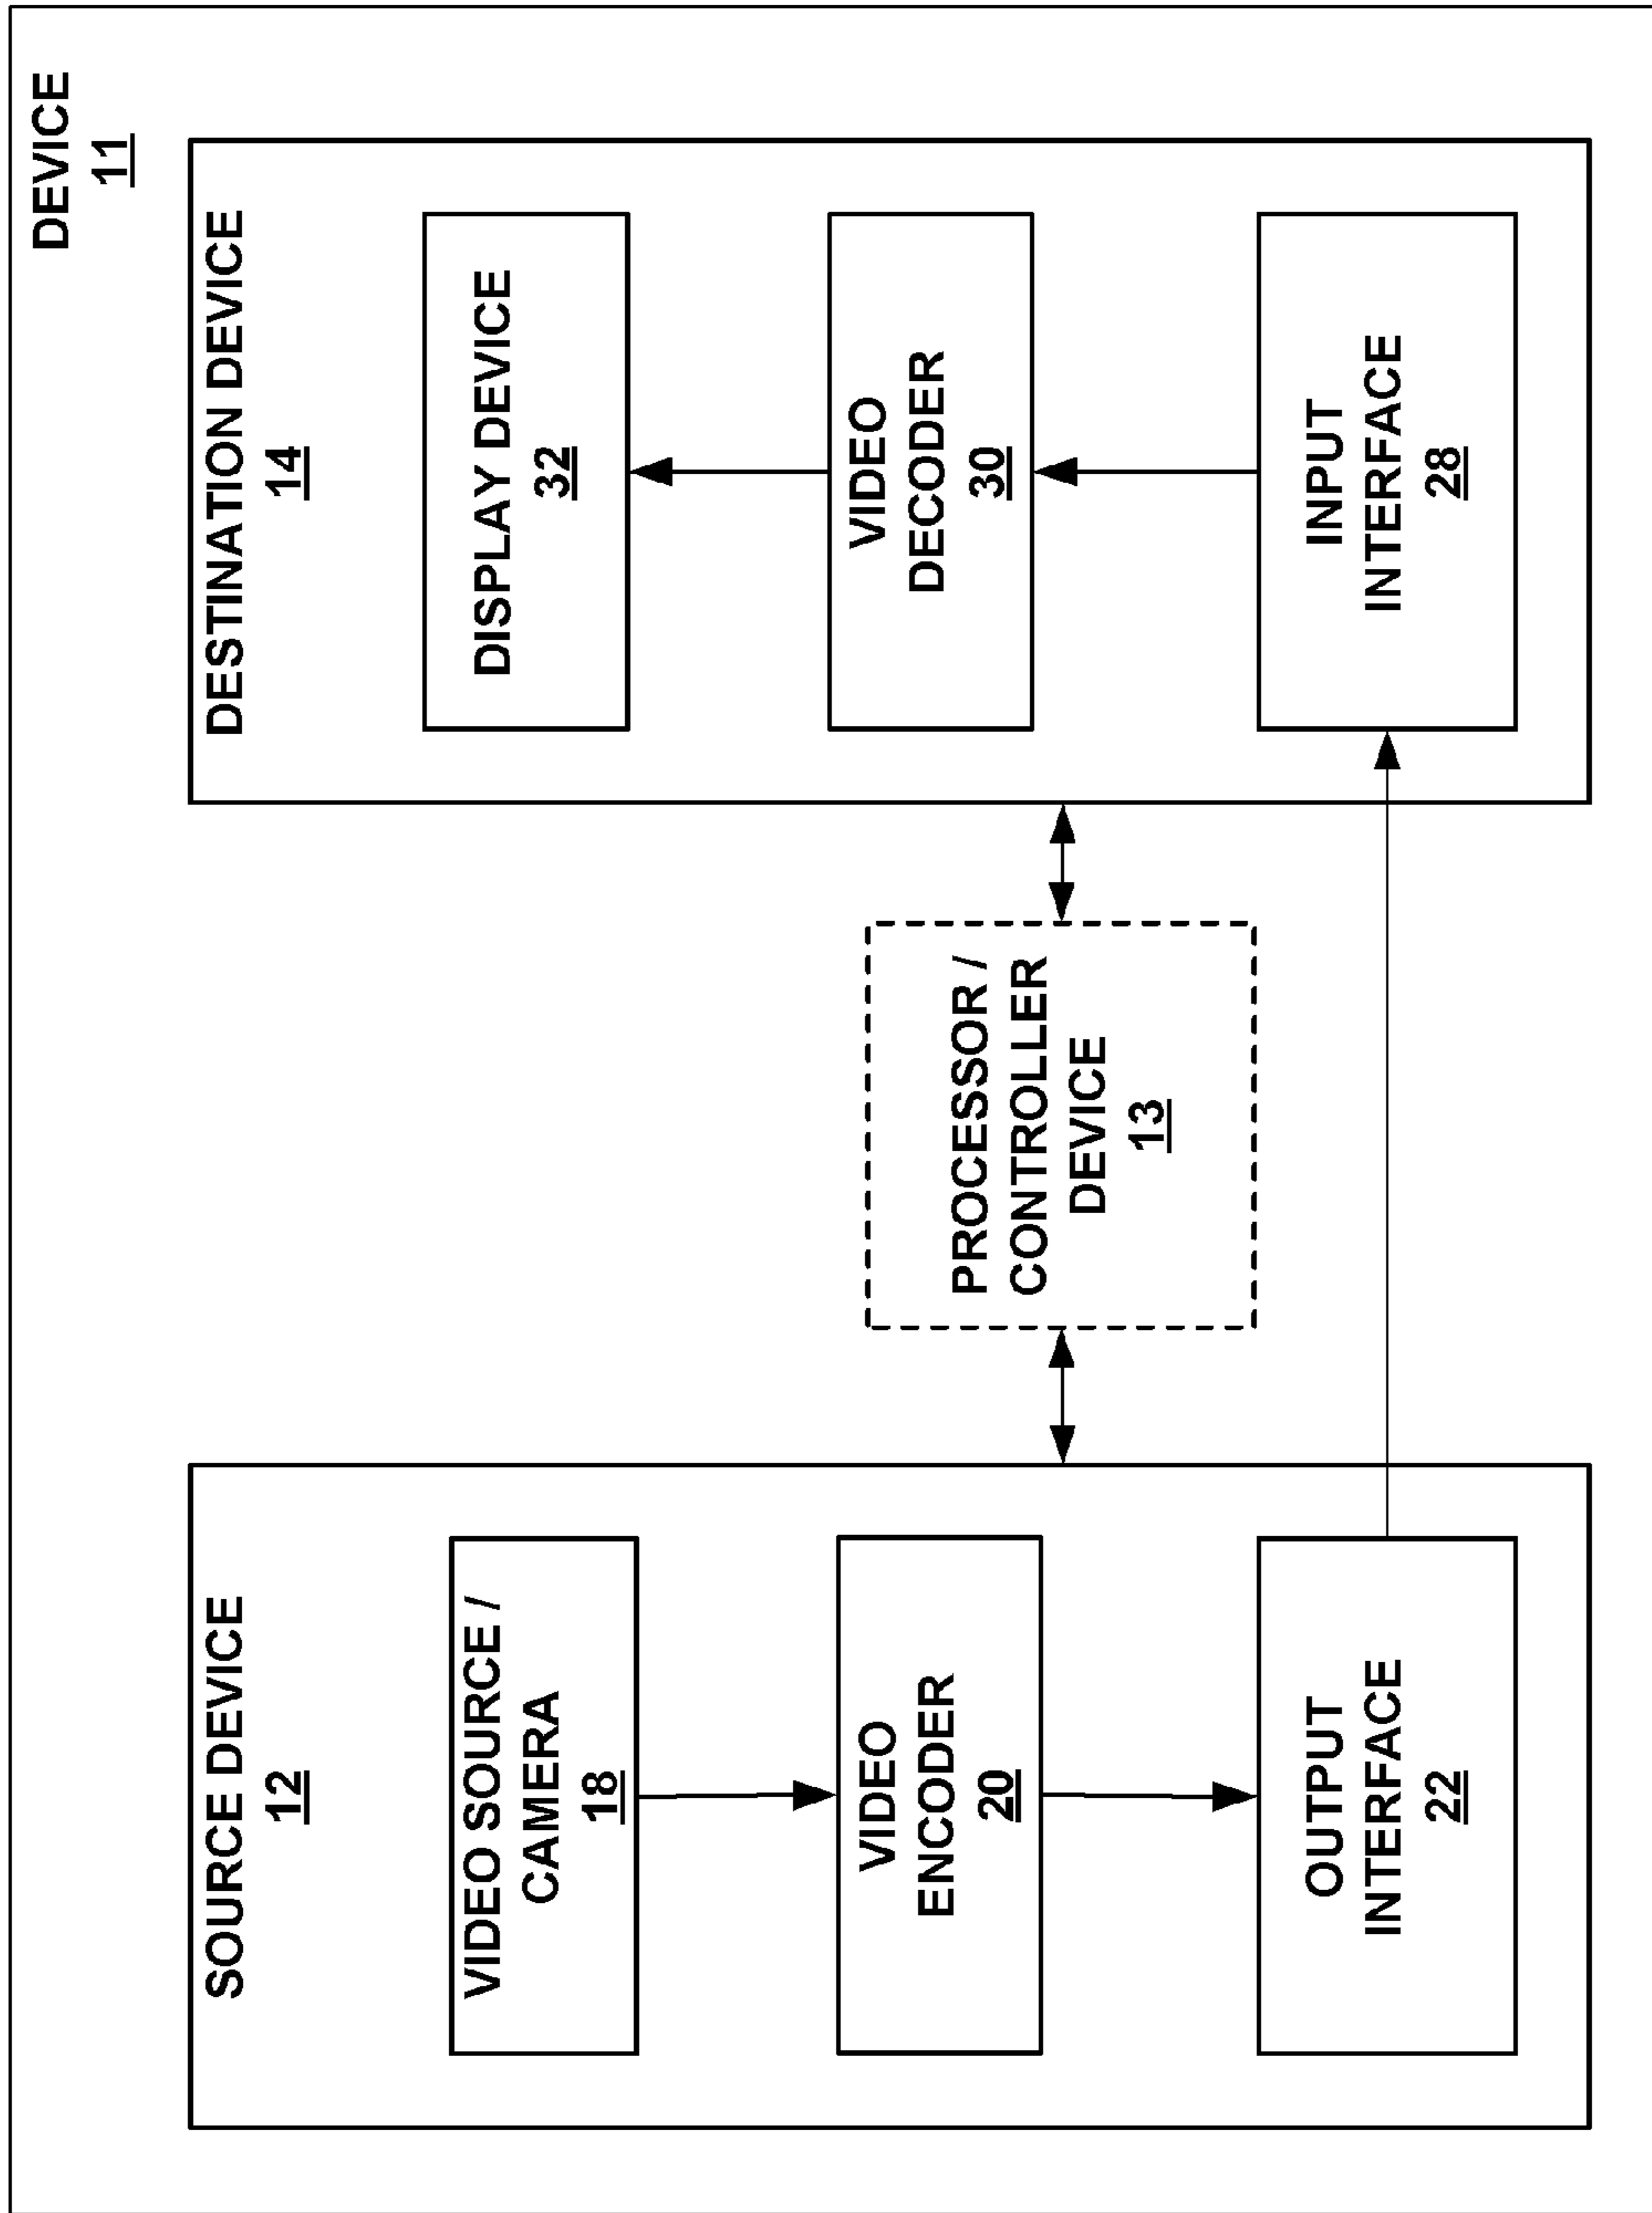 DEVICE
11
SOURCE DEVICE
12
VIDEO SOURCE /
CAMERA
18
VIDEO
ENCODER
20
OUTPUT
INTERFACE
22
PROCESSOR /
CONTROLLER
DEVICE
13
DESTINATION DEVICE
14
DISPLAY DEVICE
32
VIDEO
DECODER
30
INPUT
INTERFACE
28